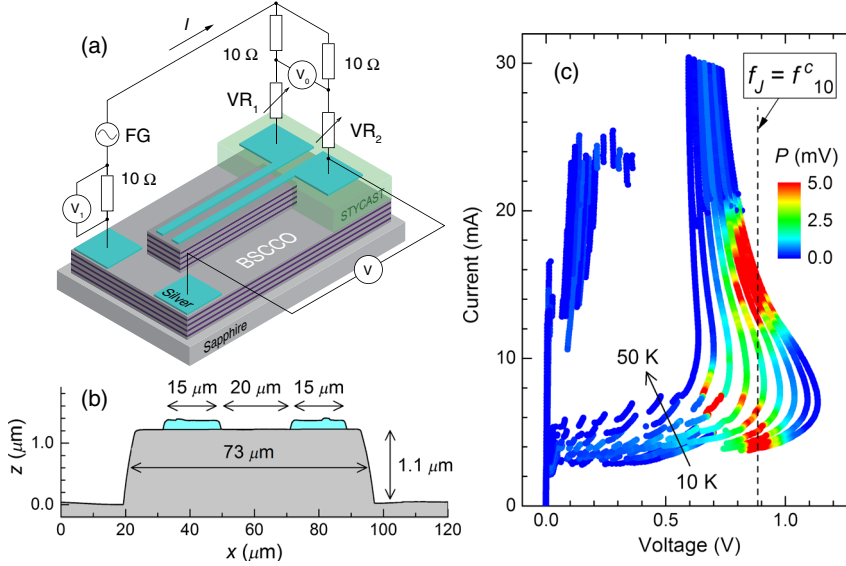 (a)
I
10 Ω
V₀
10 Ω
VR₁
VR₂
FG
10 Ω
V₁
STYCAST
BSCCO
V
Silver
Sapphire
(b)
15 μm
20 μm
15 μm
73 μm
1.1 μm
z (μm)
1.0
0.0
0
20
40
60
80
100
120
x (μm)
(c)
f_J = f^c_10
P (mV)
5.0
2.5
0.0
50 K
10 K
Current (mA)
30
20
10
0
0.0
0.5
1.0
Voltage (V)